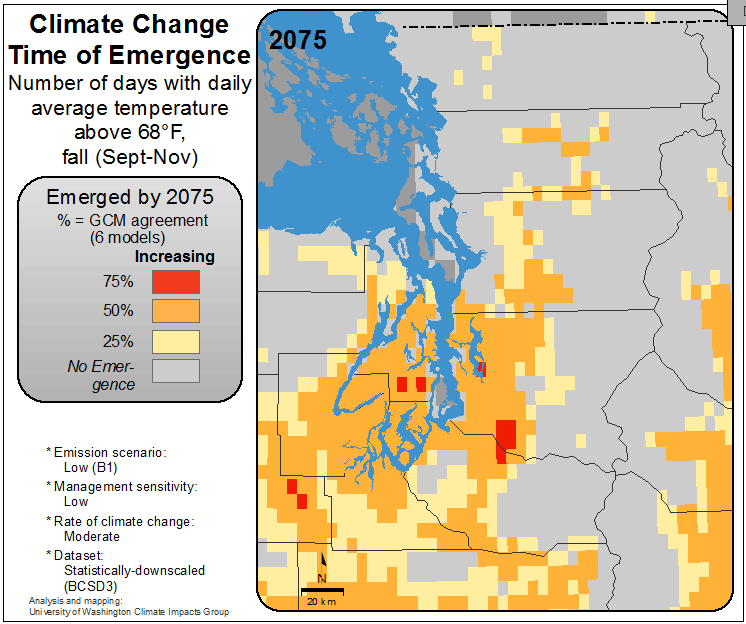 Climate Change
Time of Emergence
Number of days with daily
average temperature
above 68°F,
fall (Sept-Nov)
2075
Emerged by 2075
% = GCM agreement
(6 models)
Increasing
75%
50%
25%
No Emer-
gence
* Emission scenario:
Low (B1)
* Management sensitivity:
Low
* Rate of climate change:
Moderate
* Dataset:
Statistically-downscaled
(BCSD3)
Analysis and mapping:
University of Washington Climate Impacts Group
N
20 km